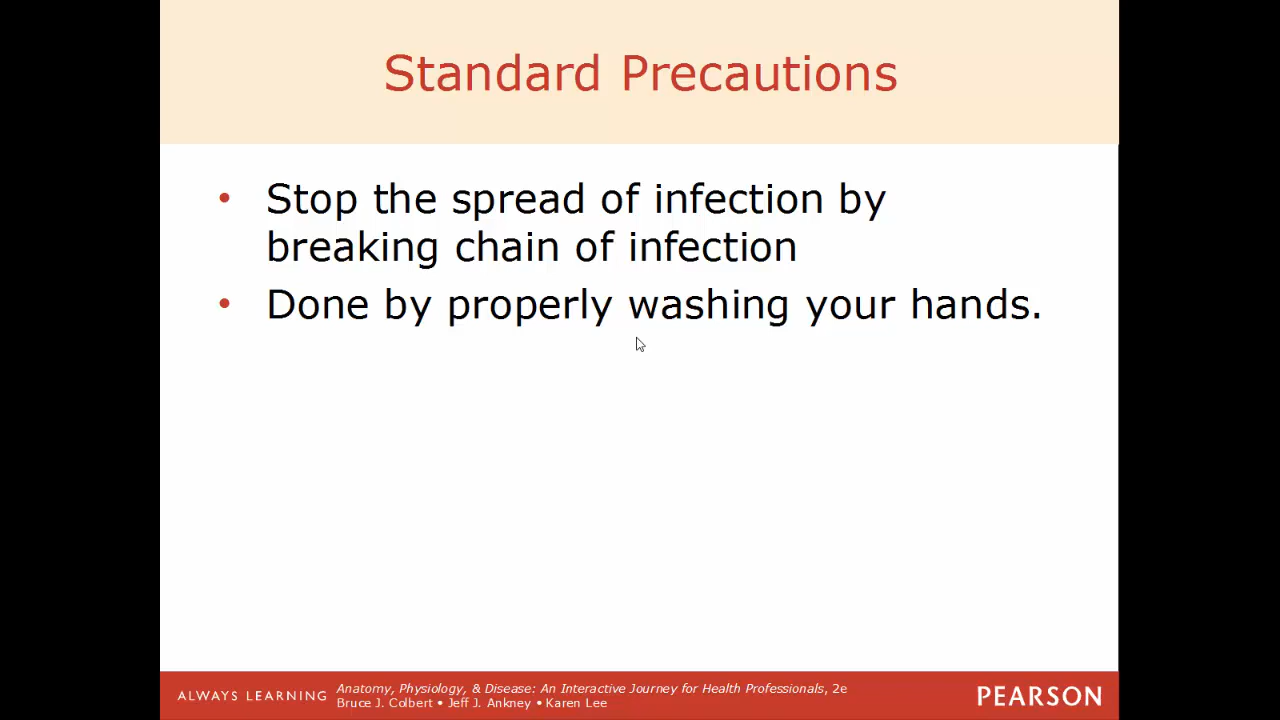 Standard Precautions
• Stop the spread of infection by
breaking chain of infection
• Done by properly washing your hands.
ALWAYS LEARNING
Anatomy, Physiology, & Disease: An Interactive Journey for Health Professionals, 2e
Bruce J. Colbert • Jeff J. Ankney • Karen Lee
PEARSON